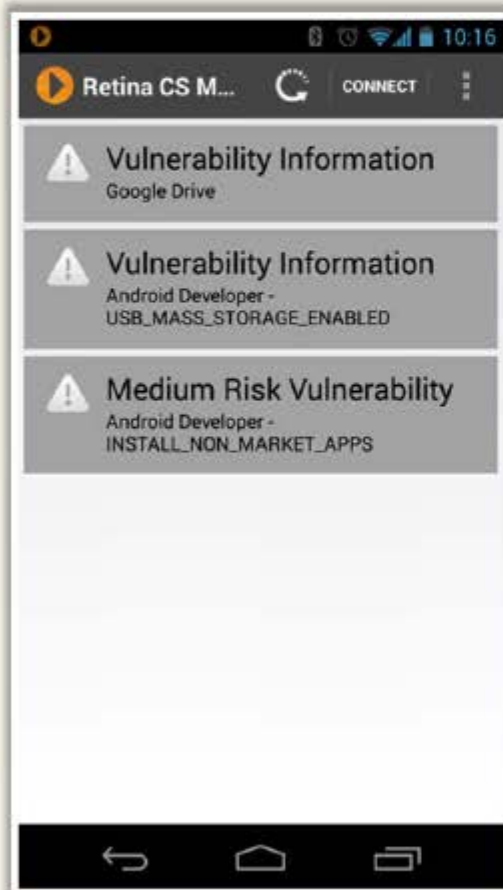 10:16
Retina CS M...
CONNECT
Vulnerability Information
Google Drive
Vulnerability Information
Android Developer -
USB_MASS_STORAGE_ENABLED
Medium Risk Vulnerability
Android Developer -
INSTALL_NON_MARKET_APPS